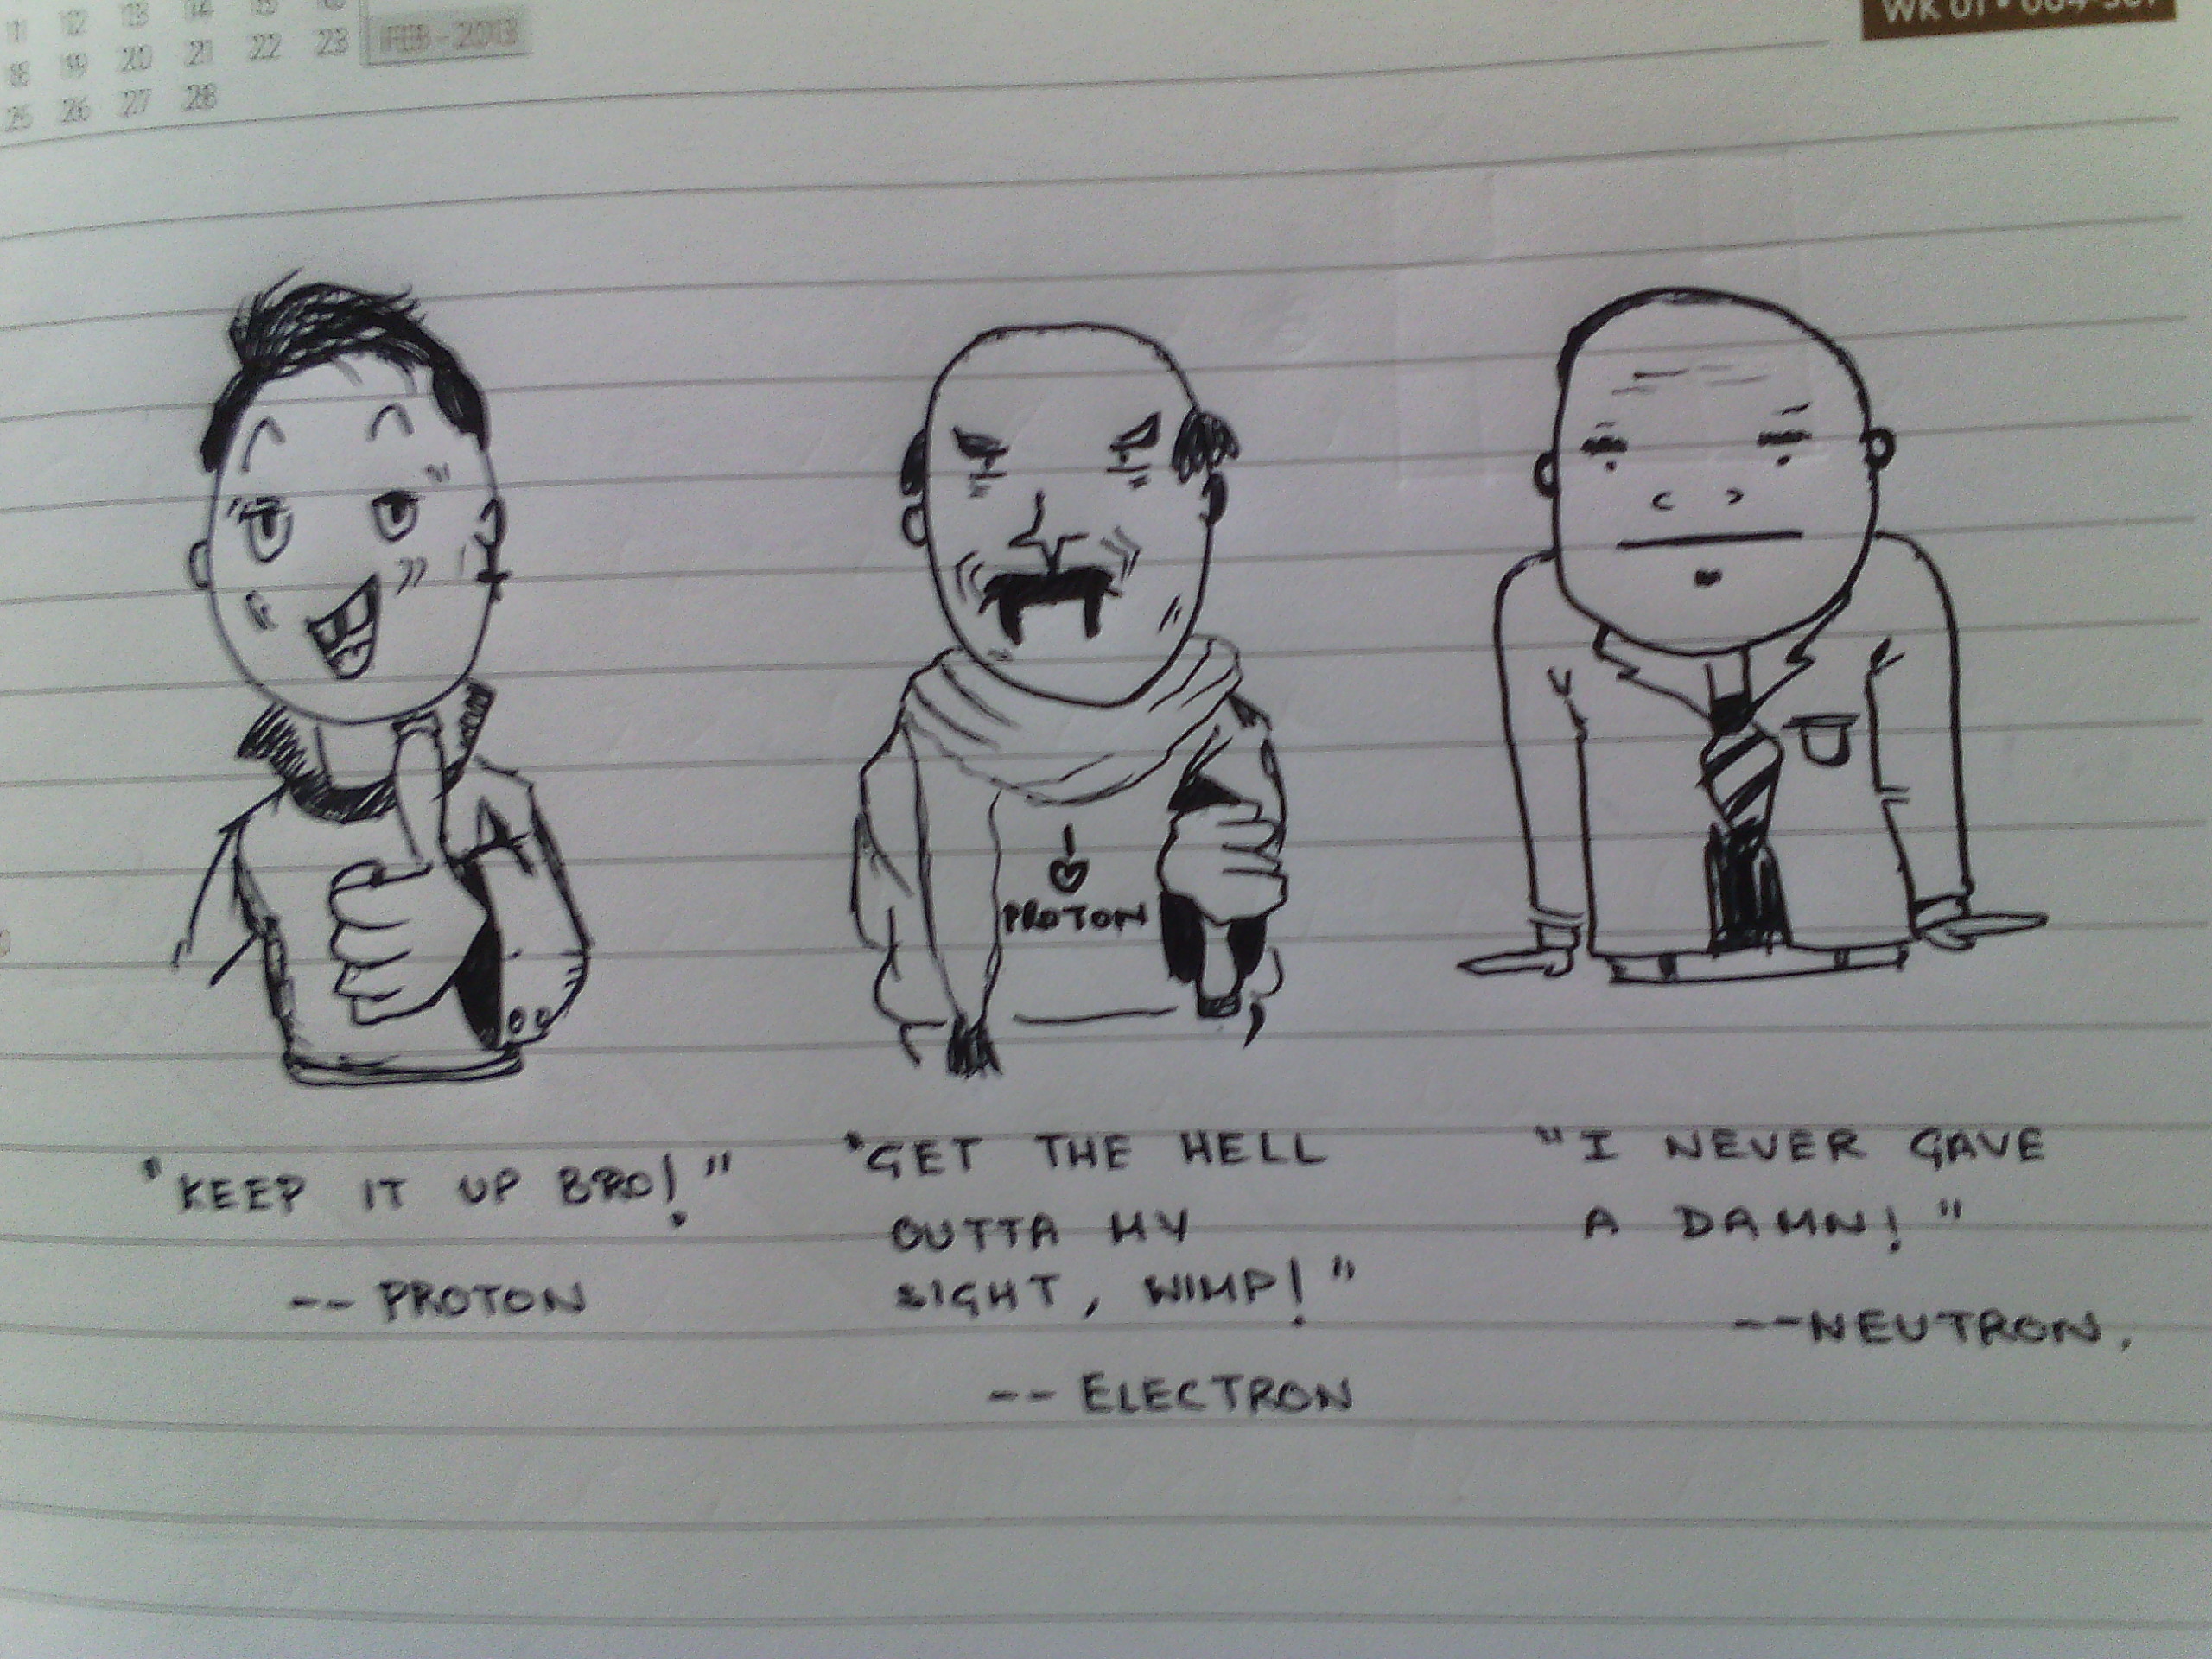 11 12 13 14 15 16
18 19 20 21 22 23
25 26 27 28
FEB - 2013
WK 01 •
I
PROTON
"KEEP IT UP BRO!"
-- PROTON
"GET THE HELL
OUTTA MY
SIGHT, WIMP!"
-- ELECTRON
"I NEVER GAVE
A DAMN!"
--NEUTRON.